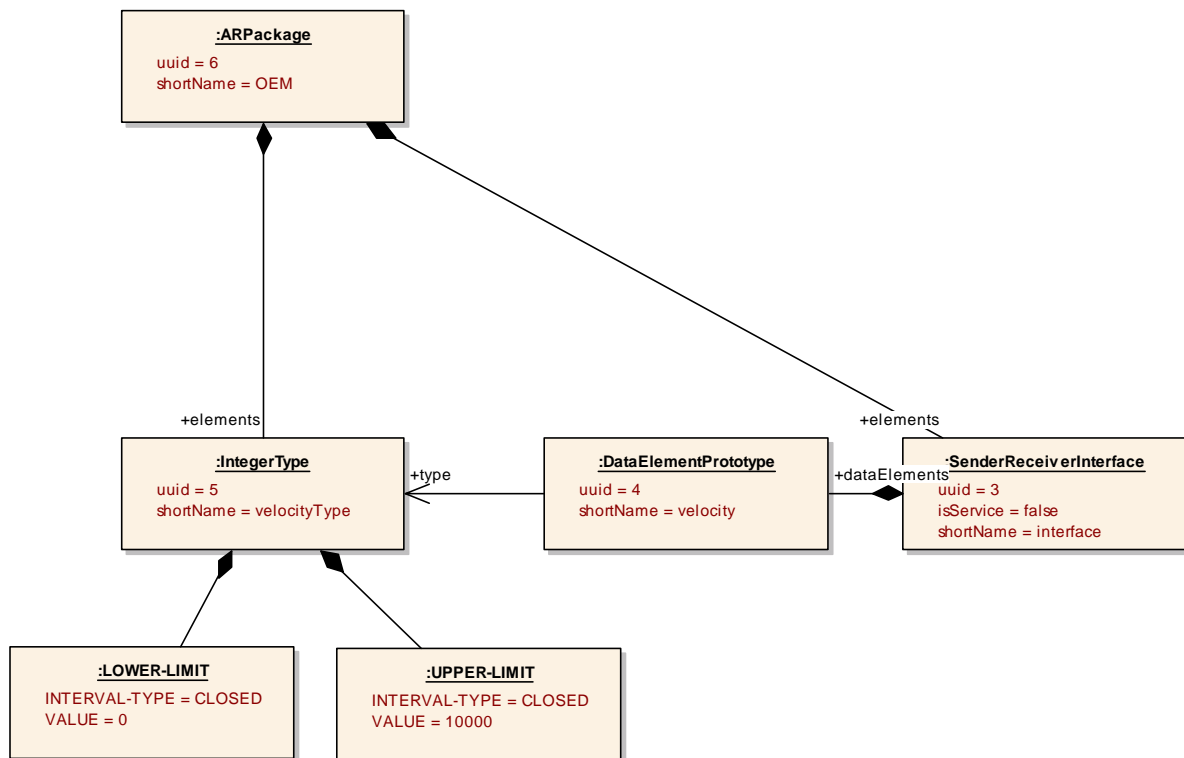 :ARPackage
uuid = 6
shortName = OEM
+elements
+elements
:IntegerType
uuid = 5
shortName = velocityType
+type
:DataElementPrototype
uuid = 4
shortName = velocity
+dataElements
:SenderReceiverInterface
uuid = 3
isService = false
shortName = interface
:LOWER-LIMIT
INTERVAL-TYPE = CLOSED
VALUE = 0
:UPPER-LIMIT
INTERVAL-TYPE = CLOSED
VALUE = 10000